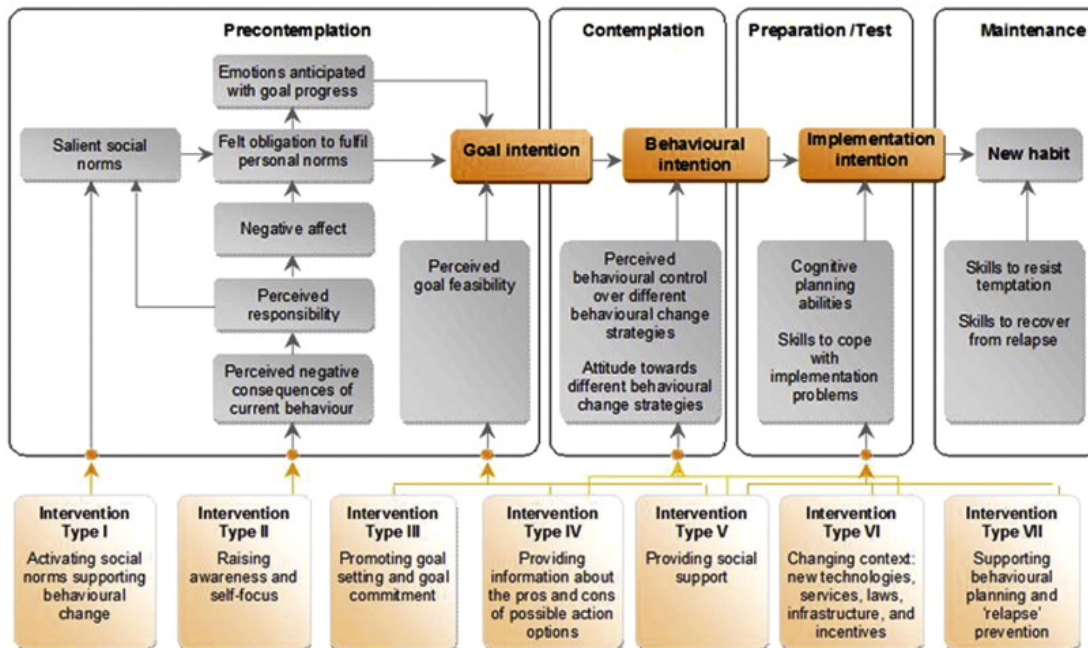 Precontemplation
Contemplation
Preparation /Test
Maintenance
Emotions anticipated
with goal progress
Salient social
norms
Felt obligation to fulfil
personal norms
Goal intention
Behavioural
intention
Implementation
intention
New habit
Negative affect
Perceived
responsibility
Perceived negative
consequences of
current behaviour
Perceived
goal feasibility
Perceived
behavioural control
over different
behavioural change
strategies
Attitude towards
different behavioural
change strategies
Cognitive
planning
abilities
Skills to cope
with
implementation
problems
Skills to resist
temptation
Skills to recover
from relapse
Intervention
Type I
Activating social
norms supporting
behavioural
change
Intervention
Type II
Raising
awareness and
self-focus
Intervention
Type III
Promoting goal
setting and goal
commitment
Intervention
Type IV
Providing
information about
the pros and cons
of possible action
options
Intervention
Type V
Providing social
support
Intervention
Type VI
Changing context:
new technologies,
services, laws,
infrastructure, and
incentives
Intervention
Type VII
Supporting
behavioural
planning and
‘relapse’
prevention